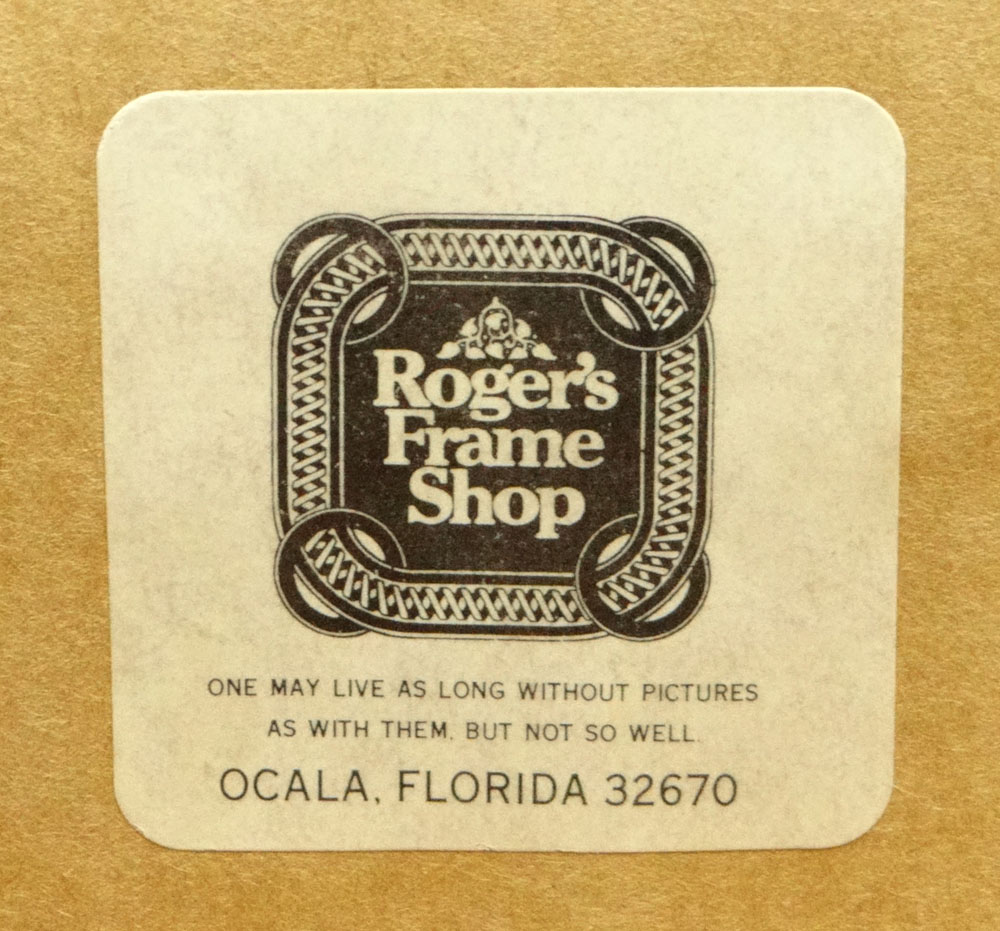 Roger's
Frame
Shop
ONE MAY LIVE AS LONG WITHOUT PICTURES
AS WITH THEM, BUT NOT SO WELL.
OCALA, FLORIDA 32670